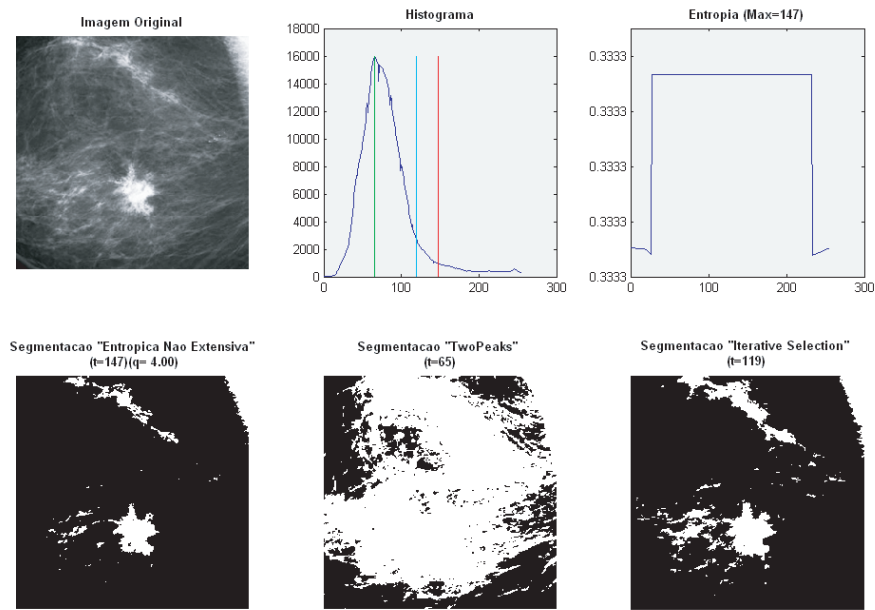 Imagem Original
Histograma
18000
16000
14000
12000
10000
8000
6000
4000
2000
0
0
100
200
300
Entropia (Max=147)
0.3333
0.3333
0.3333
0.3333
0.3333
0
100
200
300
Segmentacao "Entropica Nao Extensiva"
(t=147)(q= 4.00)
Segmentacao "TwoPeaks"
(t=65)
Segmentacao "Iterative Selection"
(t=119)